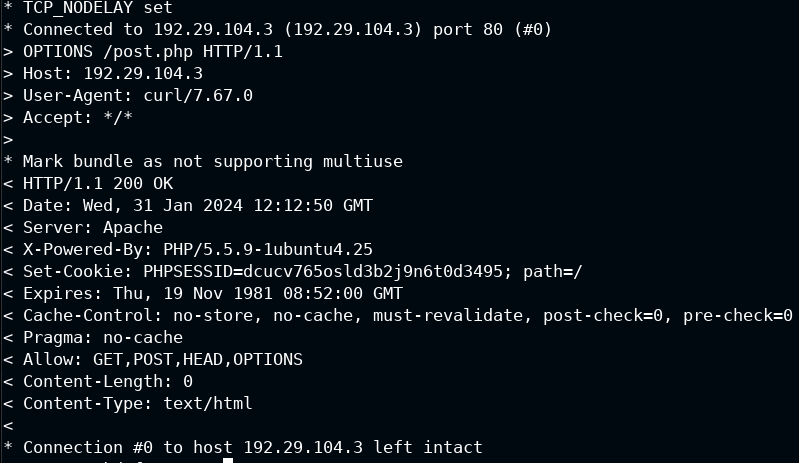 * TCP_NODELAY set
* Connected to 192.29.104.3 (192.29.104.3) port 80 (#0)
> OPTIONS /post.php HTTP/1.1
> Host: 192.29.104.3
> User-Agent: curl/7.67.0
> Accept: */*
>
* Mark bundle as not supporting multiuse
< HTTP/1.1 200 OK
< Date: Wed, 31 Jan 2024 12:12:50 GMT
< Server: Apache
< X-Powered-By: PHP/5.5.9-1ubuntu4.25
< Set-Cookie: PHPSESSID=dcucv765osld3b2j9n6t0d3495; path=/
< Expires: Thu, 19 Nov 1981 08:52:00 GMT
< Cache-Control: no-store, no-cache, must-revalidate, post-check=0, pre-check=0
< Pragma: no-cache
< Allow: GET,POST,HEAD,OPTIONS
< Content-Length: 0
< Content-Type: text/html
<
* Connection #0 to host 192.29.104.3 left intact